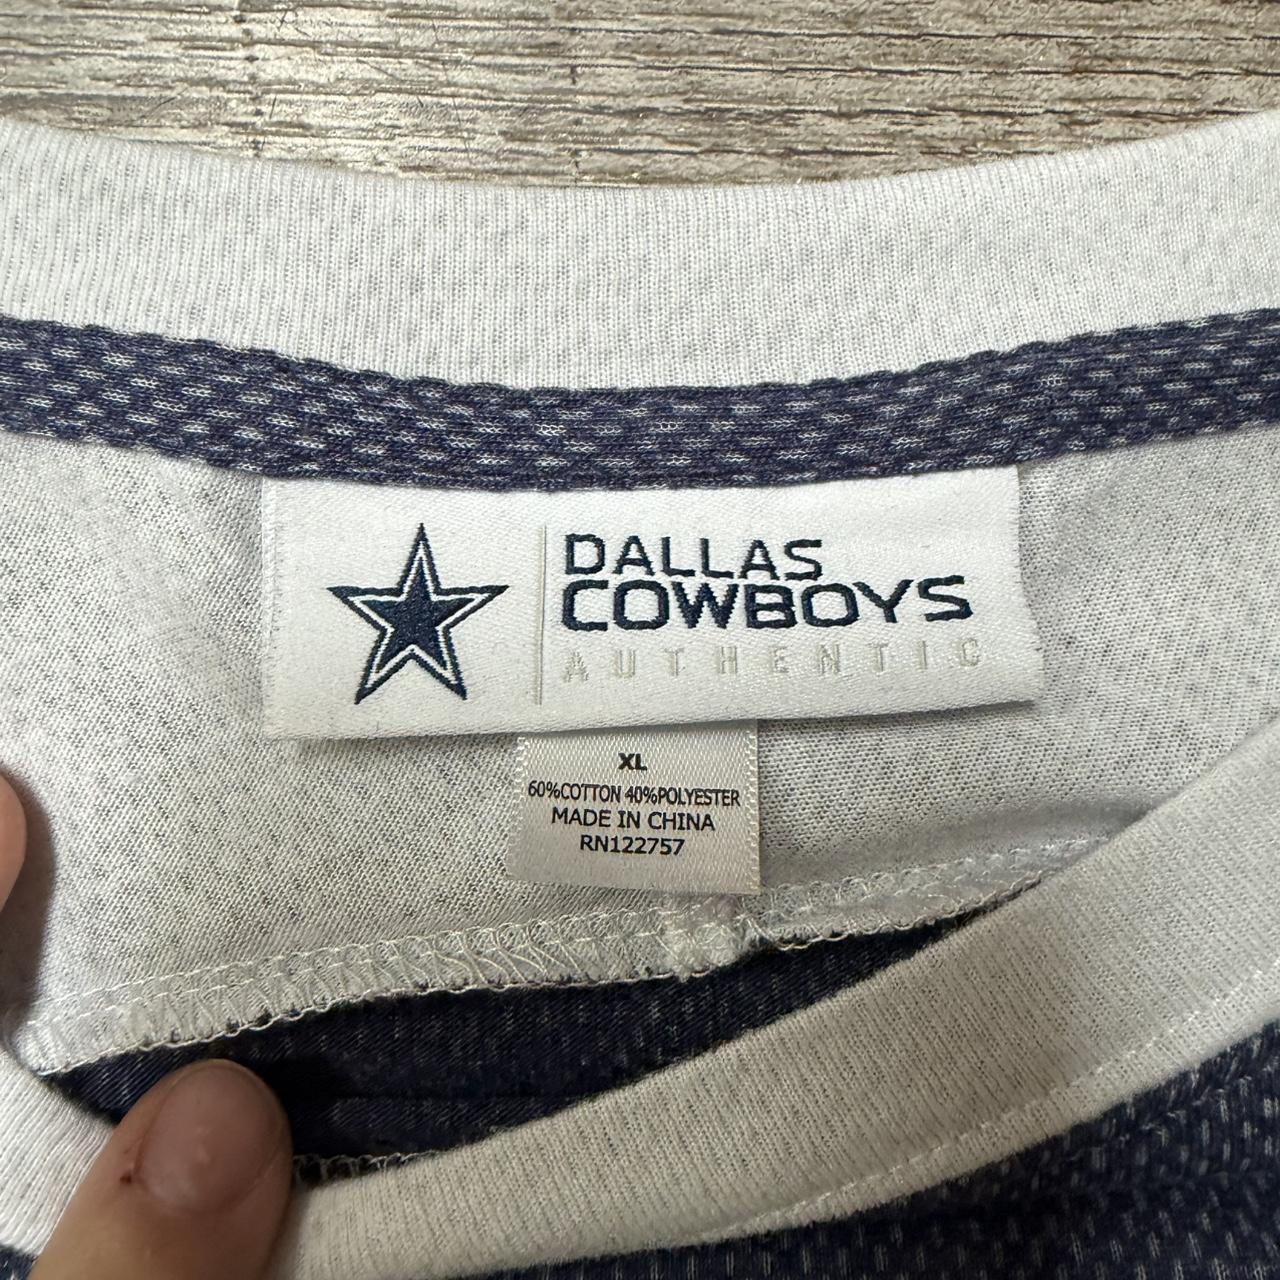 DALLAS
COWBOYS
AUTHENTIC
XL
60%COTTON 40%POLYESTER
MADE IN CHINA
RN122757